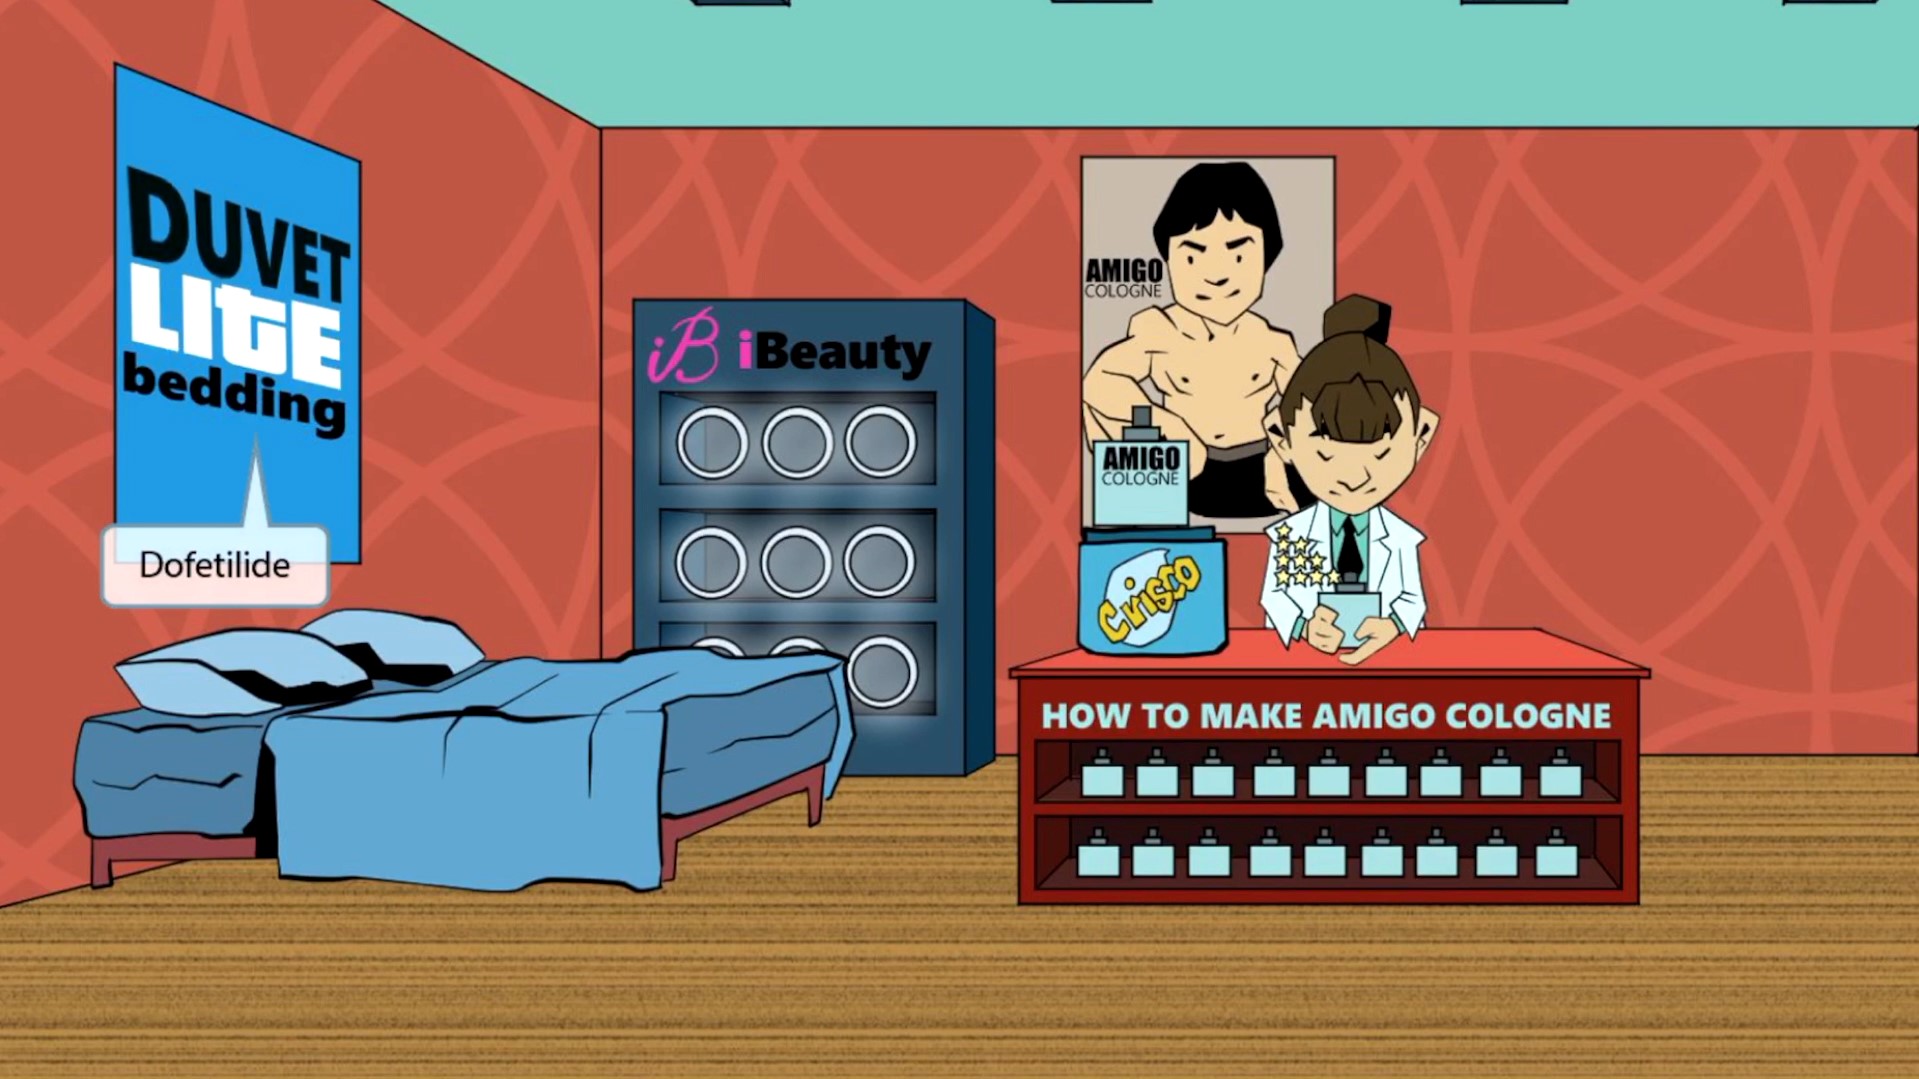 DUVET
LITE
bedding
Dofetilide
iB iBeauty
AMIGO
COLOGNE
AMIGO
COLOGNE
Crisco
HOW TO MAKE AMIGO COLOGNE